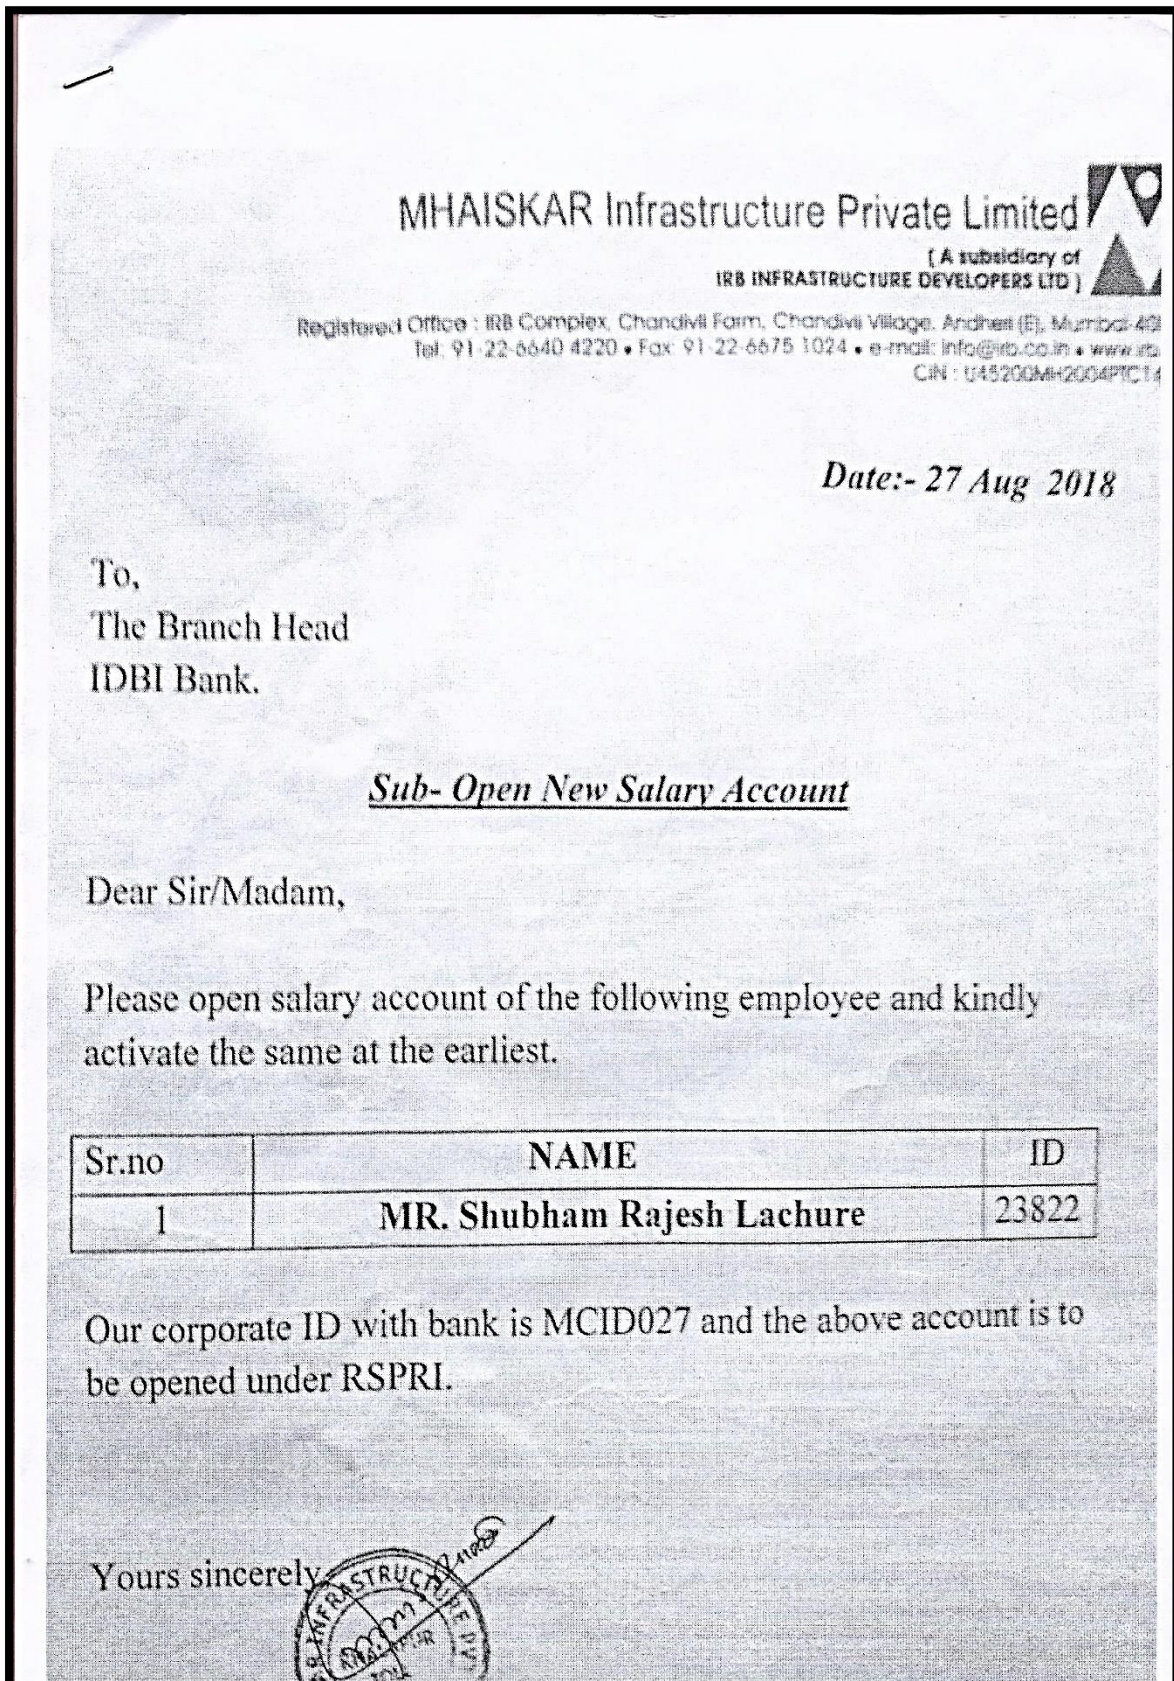 MHAISKAR Infrastructure Private Limited
( A subsidiary of
IRB INFRASTRUCTURE DEVELOPERS LTD )
Registered Office : IRB Complex, Chandivli Farm, Chandivli Village, Andheri (E), Mumbai-40
Tel: 91-22-6640 4220 • Fax: 91-22-6675 1024 • e-mail: info@irb.co.in • www.irb.
CIN : U45200MH2004PTC14
Date:- 27 Aug 2018
To,
The Branch Head
IDBI Bank.
Sub- Open New Salary Account
Dear Sir/Madam,
Please open salary account of the following employee and kindly
activate the same at the earliest.
Sr.no NAME ID
1 MR. Shubham Rajesh Lachure 23822
Our corporate ID with bank is MCID027 and the above account is to
be opened under RSPRI.
Yours sincerely
INFRASTRUCTURE PV